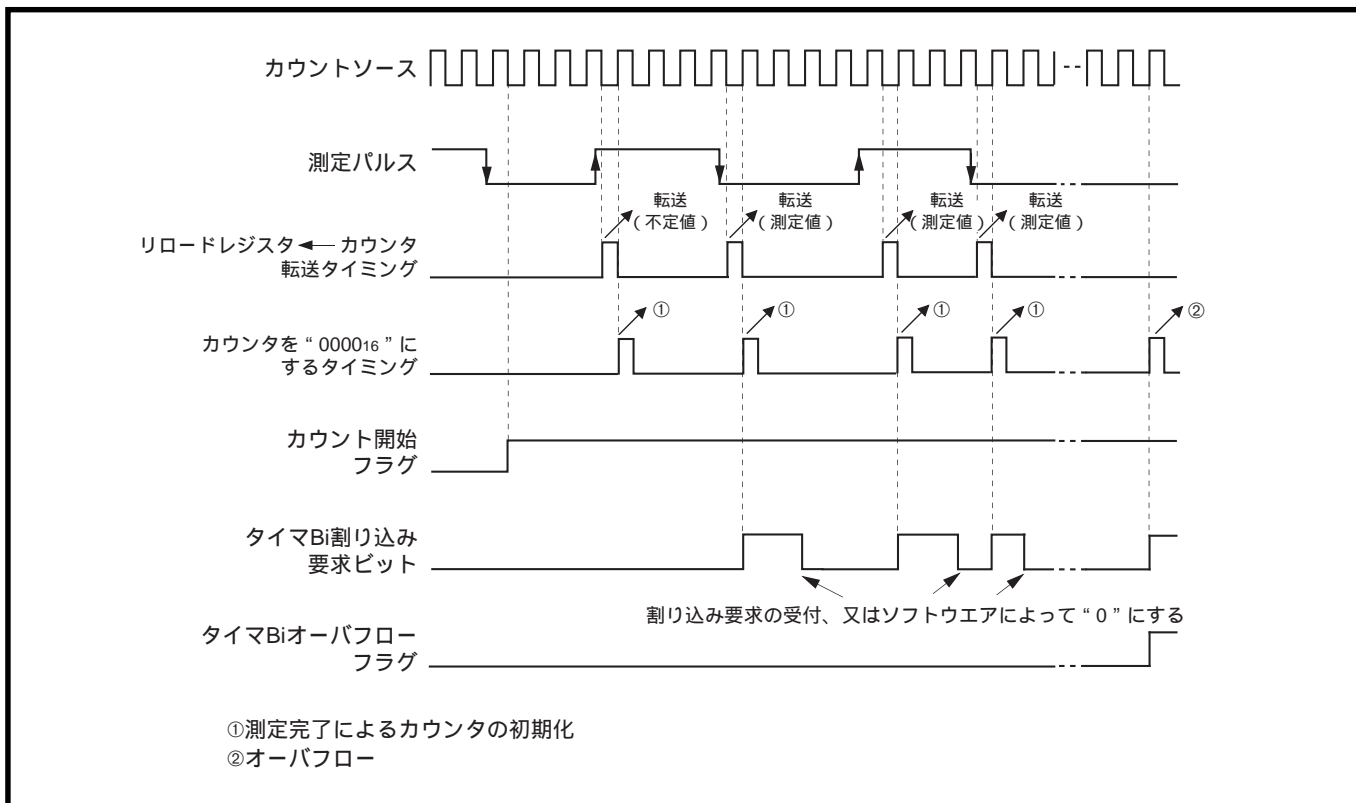 カウントソース
測定パルス
転送
(不定値)
転送
(測定値)
転送
(測定値)
転送
(測定値)
リロードレジスタ←カウンタ
転送タイミング
①
①
①
①
②
カウンタを“000016”に
するタイミング
カウント開始
フラグ
タイマBi割り込み
要求ビット
割り込み要求の受付、又はソフトウエアによって“0”にする
タイマBiオーバフロー
フラグ
①測定完了によるカウンタの初期化
②オーバフロー